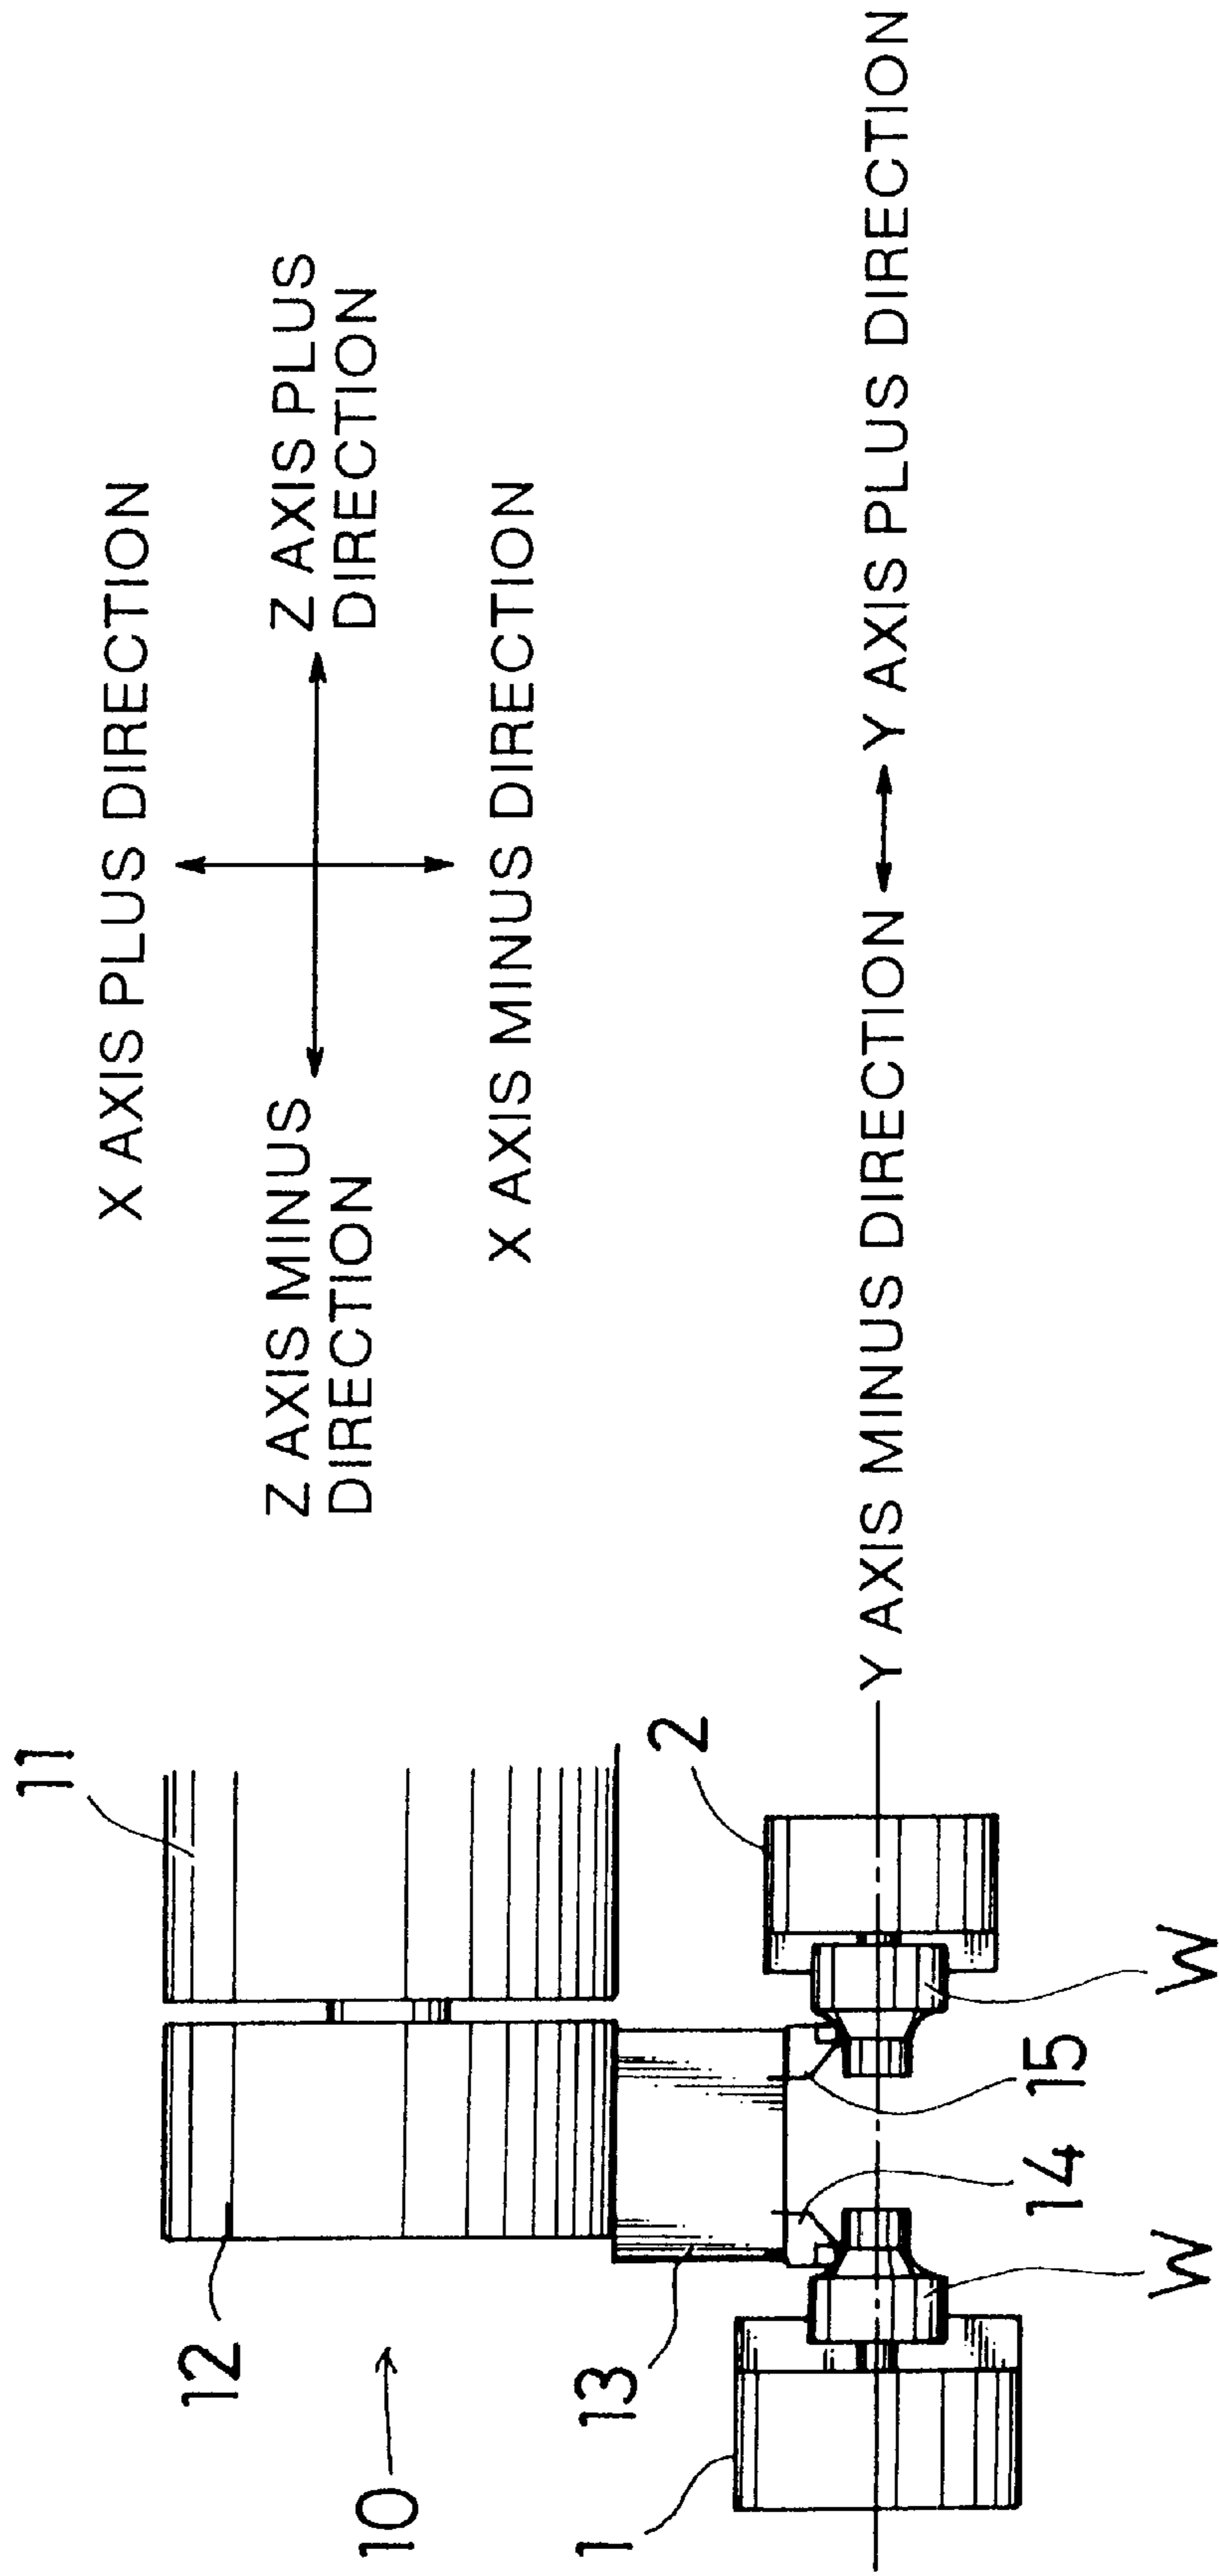 11
X AXIS PLUS DIRECTION
12
Z AXIS MINUS
DIRECTION
Z AXIS PLUS
DIRECTION
10
X AXIS MINUS DIRECTION
1
13
2
Y AXIS MINUS DIRECTION
Y AXIS PLUS DIRECTION
14
15
W
W